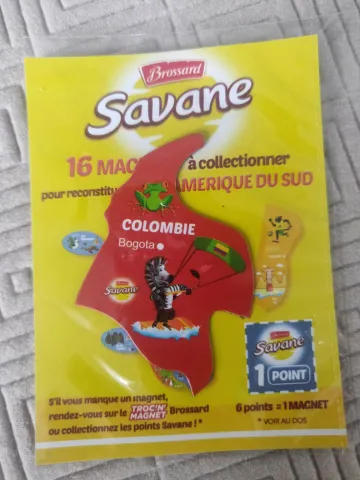 Brossard
Savane
16 MAG à collectionner
pour reconstitu AMERIQUE DU SUD
COLOMBIE
Bogota
Savane
Brossard
Savane
1 POINT
S'il vous manque un magnet,
rendez-vous sur le TROC'N' MAGNET Brossard
ou collectionnez les points Savane ! *
6 points = 1 MAGNET
* VOIR AU DOS